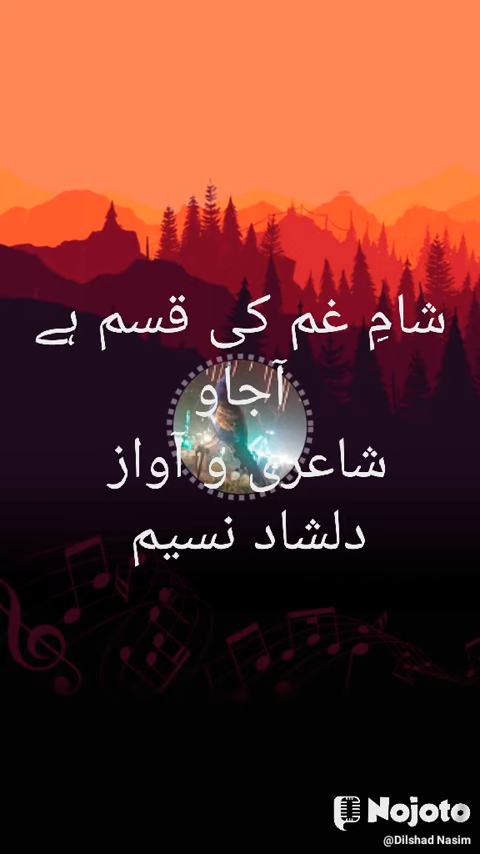 شامِ غم کی قسم ہے
آجاو
شاعری و آواز
دلشاد نسیم
Nojoto
@Dilshad Nasim